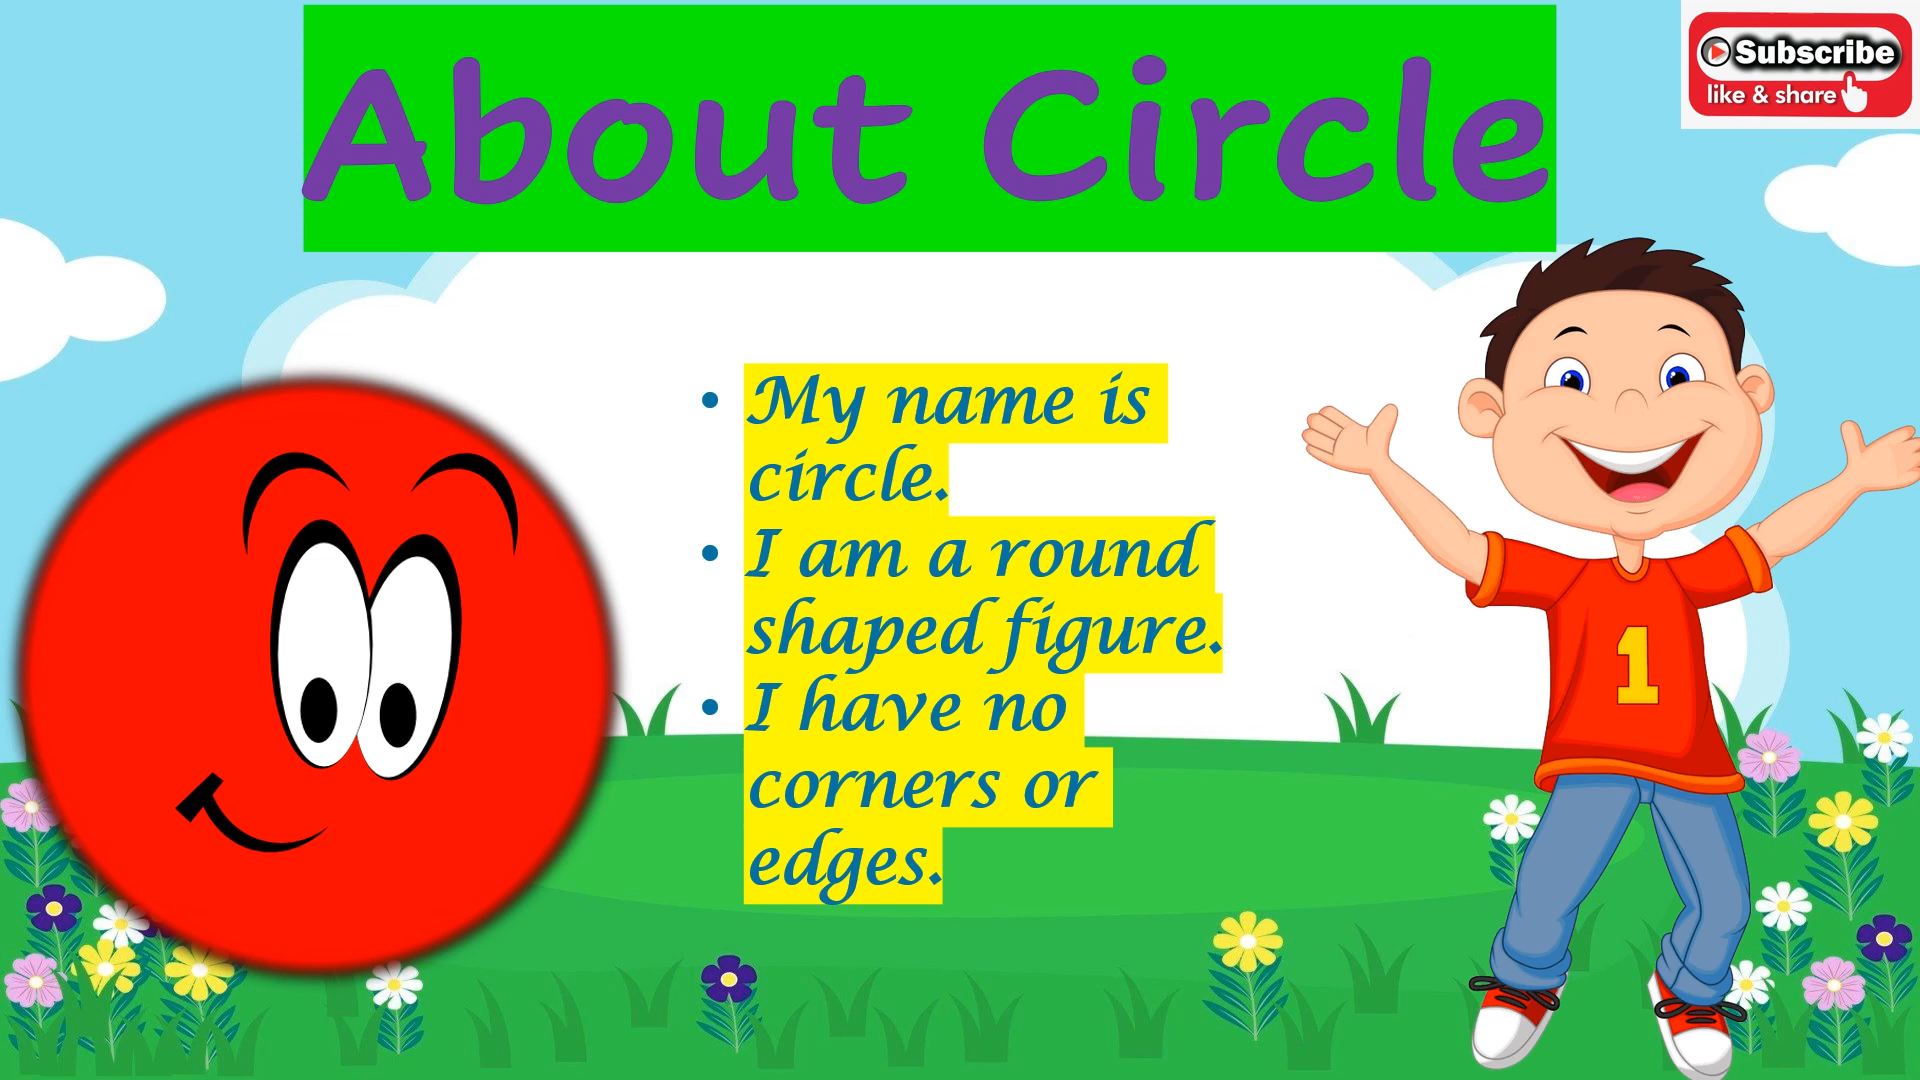 About Circle
Subscribe
like & share
• My name is
circle.
• I am a round
shaped figure.
• I have no
corners or
edges.
1